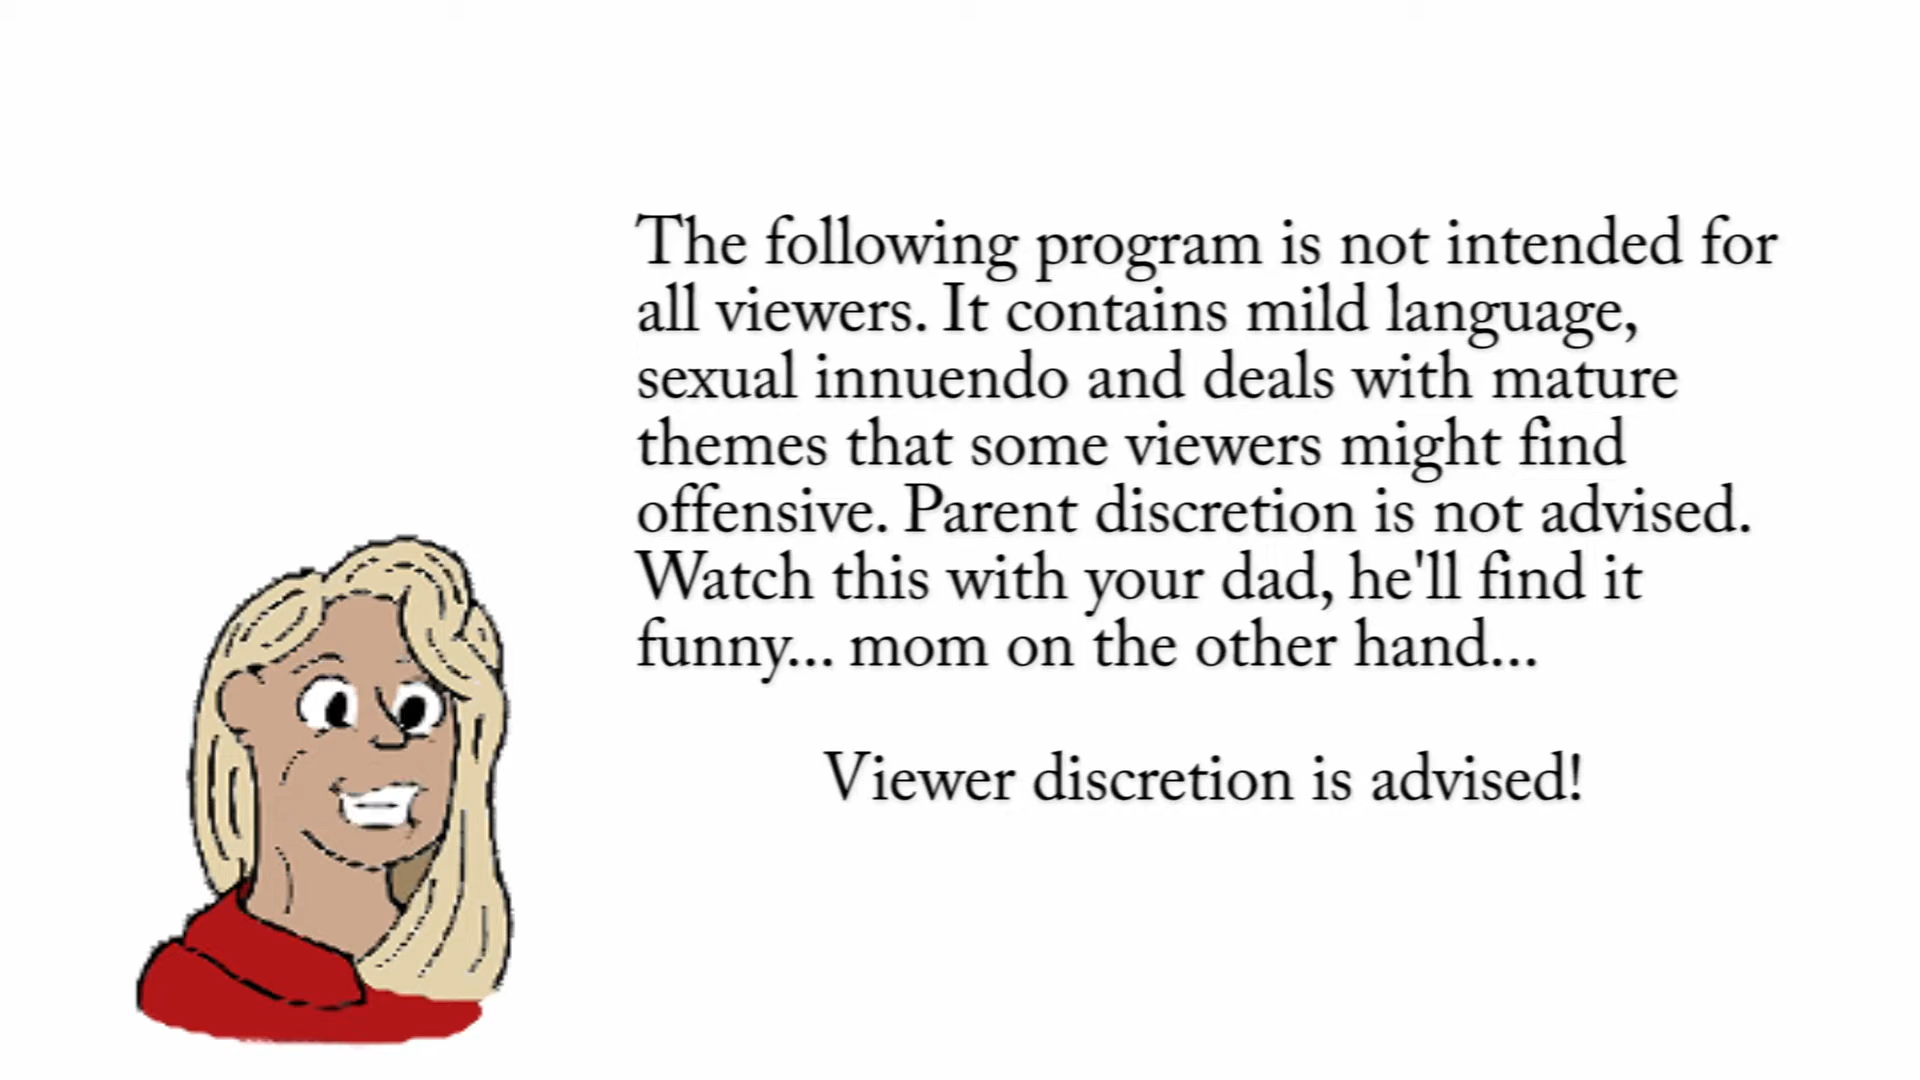 The following program is not intended for
all viewers. It contains mild language,
sexual innuendo and deals with mature
themes that some viewers might find
offensive. Parent discretion is not advised.
Watch this with your dad, he'll find it
funny... mom on the other hand...
Viewer discretion is advised!